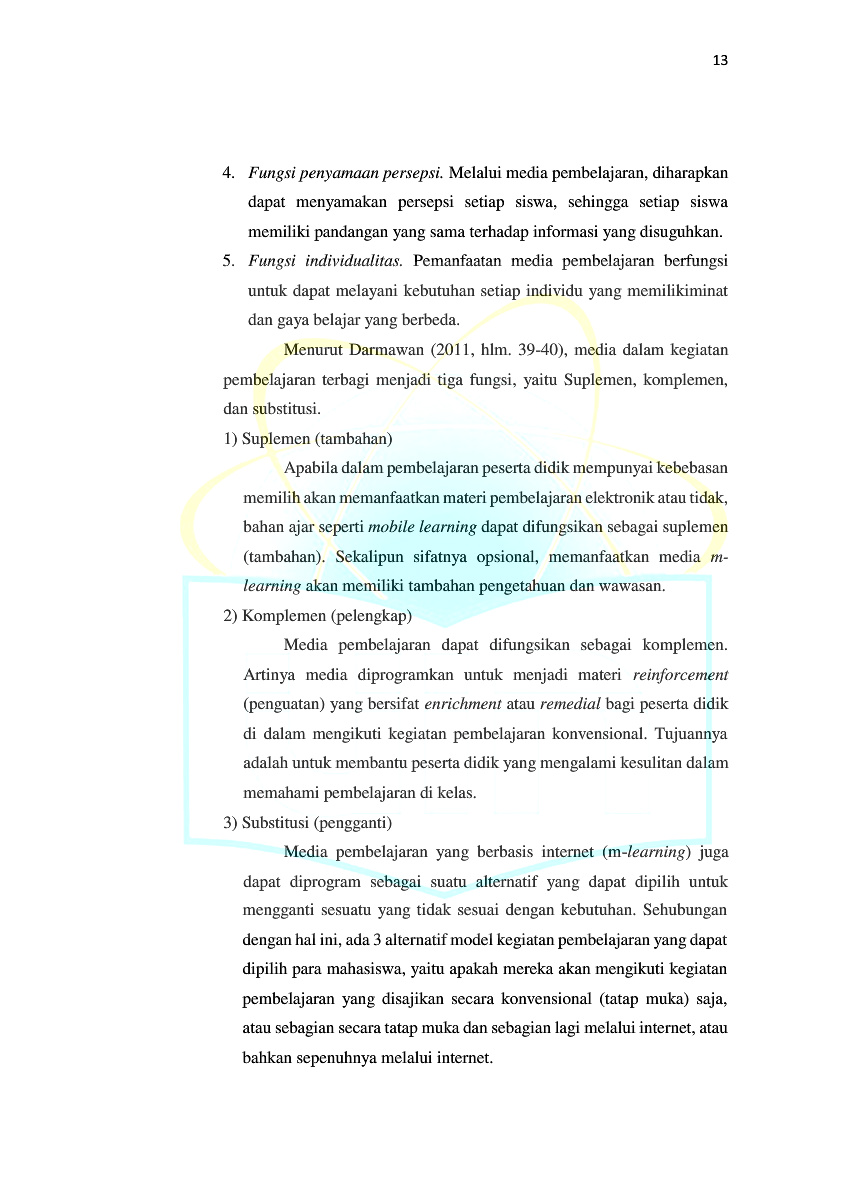 13
4. Fungsi penyamaan persepsi. Melalui media pembelajaran, diharapkan
dapat menyamakan persepsi setiap siswa, sehingga setiap siswa
memiliki pandangan yang sama terhadap informasi yang disuguhkan.
5. Fungsi individualitas. Pemanfaatan media pembelajaran berfungsi
untuk dapat melayani kebutuhan setiap individu yang memilikiminat
dan gaya belajar yang berbeda.
Menurut Darmawan (2011, hlm. 39-40), media dalam kegiatan
pembelajaran terbagi menjadi tiga fungsi, yaitu Suplemen, komplemen,
dan substitusi.
1) Suplemen (tambahan)
Apabila dalam pembelajaran peserta didik mempunyai kebebasan
memilih akan memanfaatkan materi pembelajaran elektronik atau tidak,
bahan ajar seperti mobile learning dapat difungsikan sebagai suplemen
(tambahan). Sekalipun sifatnya opsional, memanfaatkan media m-
learning akan memiliki tambahan pengetahuan dan wawasan.
2) Komplemen (pelengkap)
Media pembelajaran dapat difungsikan sebagai komplemen.
Artinya media diprogramkan untuk menjadi materi reinforcement
(penguatan) yang bersifat enrichment atau remedial bagi peserta didik
di dalam mengikuti kegiatan pembelajaran konvensional. Tujuannya
adalah untuk membantu peserta didik yang mengalami kesulitan dalam
memahami pembelajaran di kelas.
3) Substitusi (pengganti)
Media pembelajaran yang berbasis internet (m-learning) juga
dapat diprogram sebagai suatu alternatif yang dapat dipilih untuk
mengganti sesuatu yang tidak sesuai dengan kebutuhan. Sehubungan
dengan hal ini, ada 3 alternatif model kegiatan pembelajaran yang dapat
dipilih para mahasiswa, yaitu apakah mereka akan mengikuti kegiatan
pembelajaran yang disajikan secara konvensional (tatap muka) saja,
atau sebagian secara tatap muka dan sebagian lagi melalui internet, atau
bahkan sepenuhnya melalui internet.